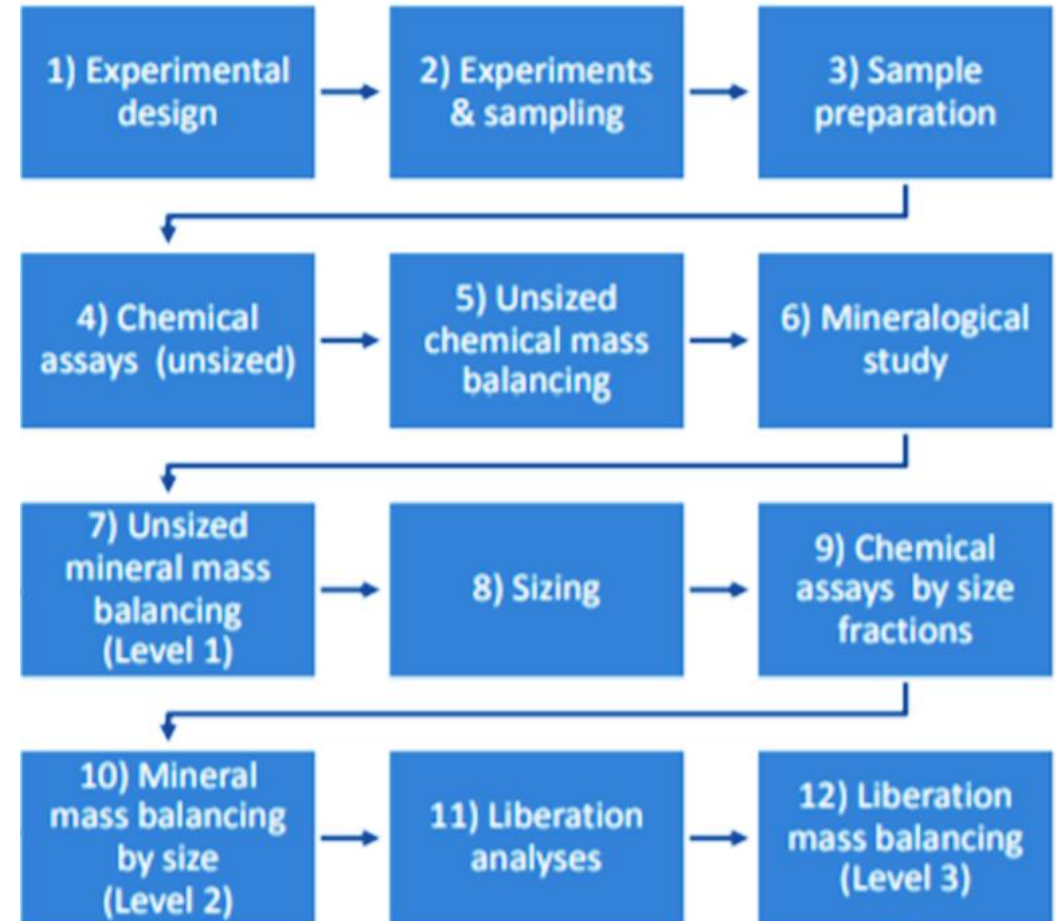 1) Experimental
design
2) Experiments
& sampling
3) Sample
preparation
4) Chemical
assays (unsized)
5) Unsized
chemical mass
balancing
6) Mineralogical
study
7) Unsized
mineral mass
balancing
(Level 1)
8) Sizing
9) Chemical
assays by size
fractions
10) Mineral
mass balancing
by size
(Level 2)
11) Liberation
analyses
12) Liberation
mass balancing
(Level 3)